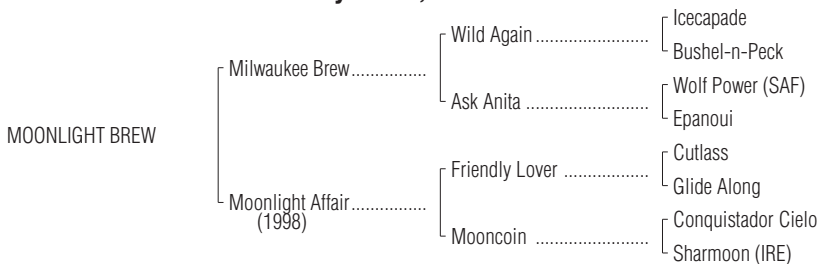 Icecapade
Wild Again
Bushel-n-Peck
Milwaukee Brew
Wolf Power (SAF)
Ask Anita
Epanoui
MOONLIGHT BREW
Cutlass
Friendly Lover
Glide Along
Moonlight Affair
(1998)
Conquistador Cielo
Mooncoin
Sharmoon (IRE)